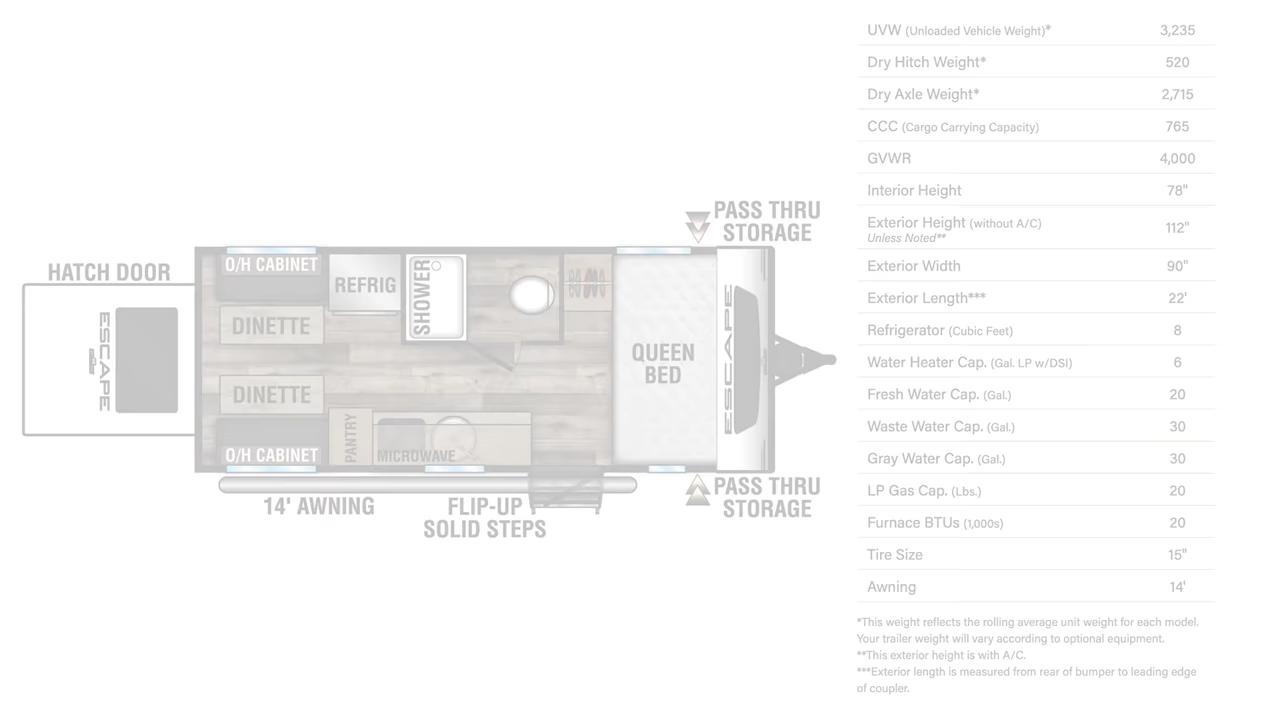 UVW (Unloaded Vehicle Weight)* 3,235
Dry Hitch Weight* 520
Dry Axle Weight* 2,715
CCC (Cargo Carrying Capacity) 765
GVWR 4,000
Interior Height 78"
Exterior Height (without A/C) 112"
Unless Noted**
Exterior Width 90"
Exterior Length*** 22'
Refrigerator (Cubic Feet) 8
Water Heater Cap. (Gal. LP w/DSI) 6
Fresh Water Cap. (Gal.) 20
Waste Water Cap. (Gal.) 30
Gray Water Cap. (Gal.) 30
LP Gas Cap. (Lbs.) 20
Furnace BTUs (1,000s) 20
Tire Size 15"
Awning 14'
*This weight reflects the rolling average unit weight for each model.
Your trailer weight will vary according to optional equipment.
**This exterior height is with A/C.
***Exterior length is measured from rear of bumper to leading edge
of coupler.
PASS THRU
STORAGE
HATCH DOOR
O/H CABINET
REFRIG
SHOWER
DINETTE
ESCAPE
QUEEN
BED
ESCAPE
DINETTE
PANTRY
MICROWAVE
O/H CABINET
14' AWNING
FLIP-UP
SOLID STEPS
PASS THRU
STORAGE